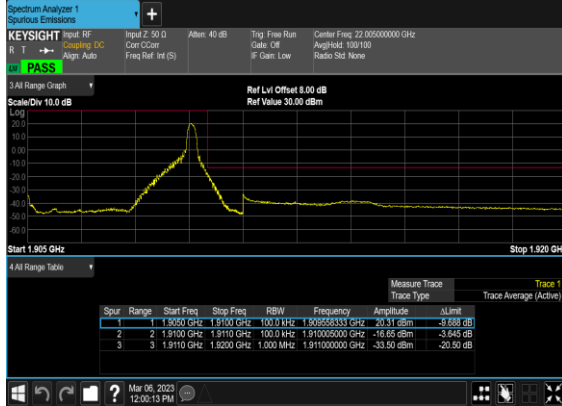 Spectrum Analyzer 1
Spurious Emissions
+
KEYSIGHT Input: RF Input Z: 50 Ω Atten: 40 dB Trig: Free Run Center Freq: 22.005000000 GHz
R T Coupling: DC Corr CCorr Gate: Off Avg|Hold: 100/100
Align: Auto Freq Ref: Int (S) IF Gain: Low Radio Std: None
PASS
3 All Range Graph
Ref Lvl Offset 8.00 dB
Scale/Div 10.0 dB Ref Value 30.00 dBm
Log
20.0
10.0
0.00
-10.0
-20.0
-30.0
-40.0
-50.0
-60.0
Start 1.905 GHz Stop 1.920 GH
4 All Range Table
Measure Trace Trace 1
Trace Type Trace Average (Active)
Spur Range Start Freq Stop Freq RBW Frequency Amplitude ΔLimit
1 1 1.9050 GHz 1.9100 GHz 100.0 kHz 1.909558333 GHz 20.31 dBm -9.688 dB
2 2 1.9100 GHz 1.9110 GHz 100.0 kHz 1.910005000 GHz -16.65 dBm -3.645 dB
3 3 1.9110 GHz 1.9200 GHz 1.000 MHz 1.911000000 GHz -33.50 dBm -20.50 dB
? Mar 06, 2023
12:00:13 PM